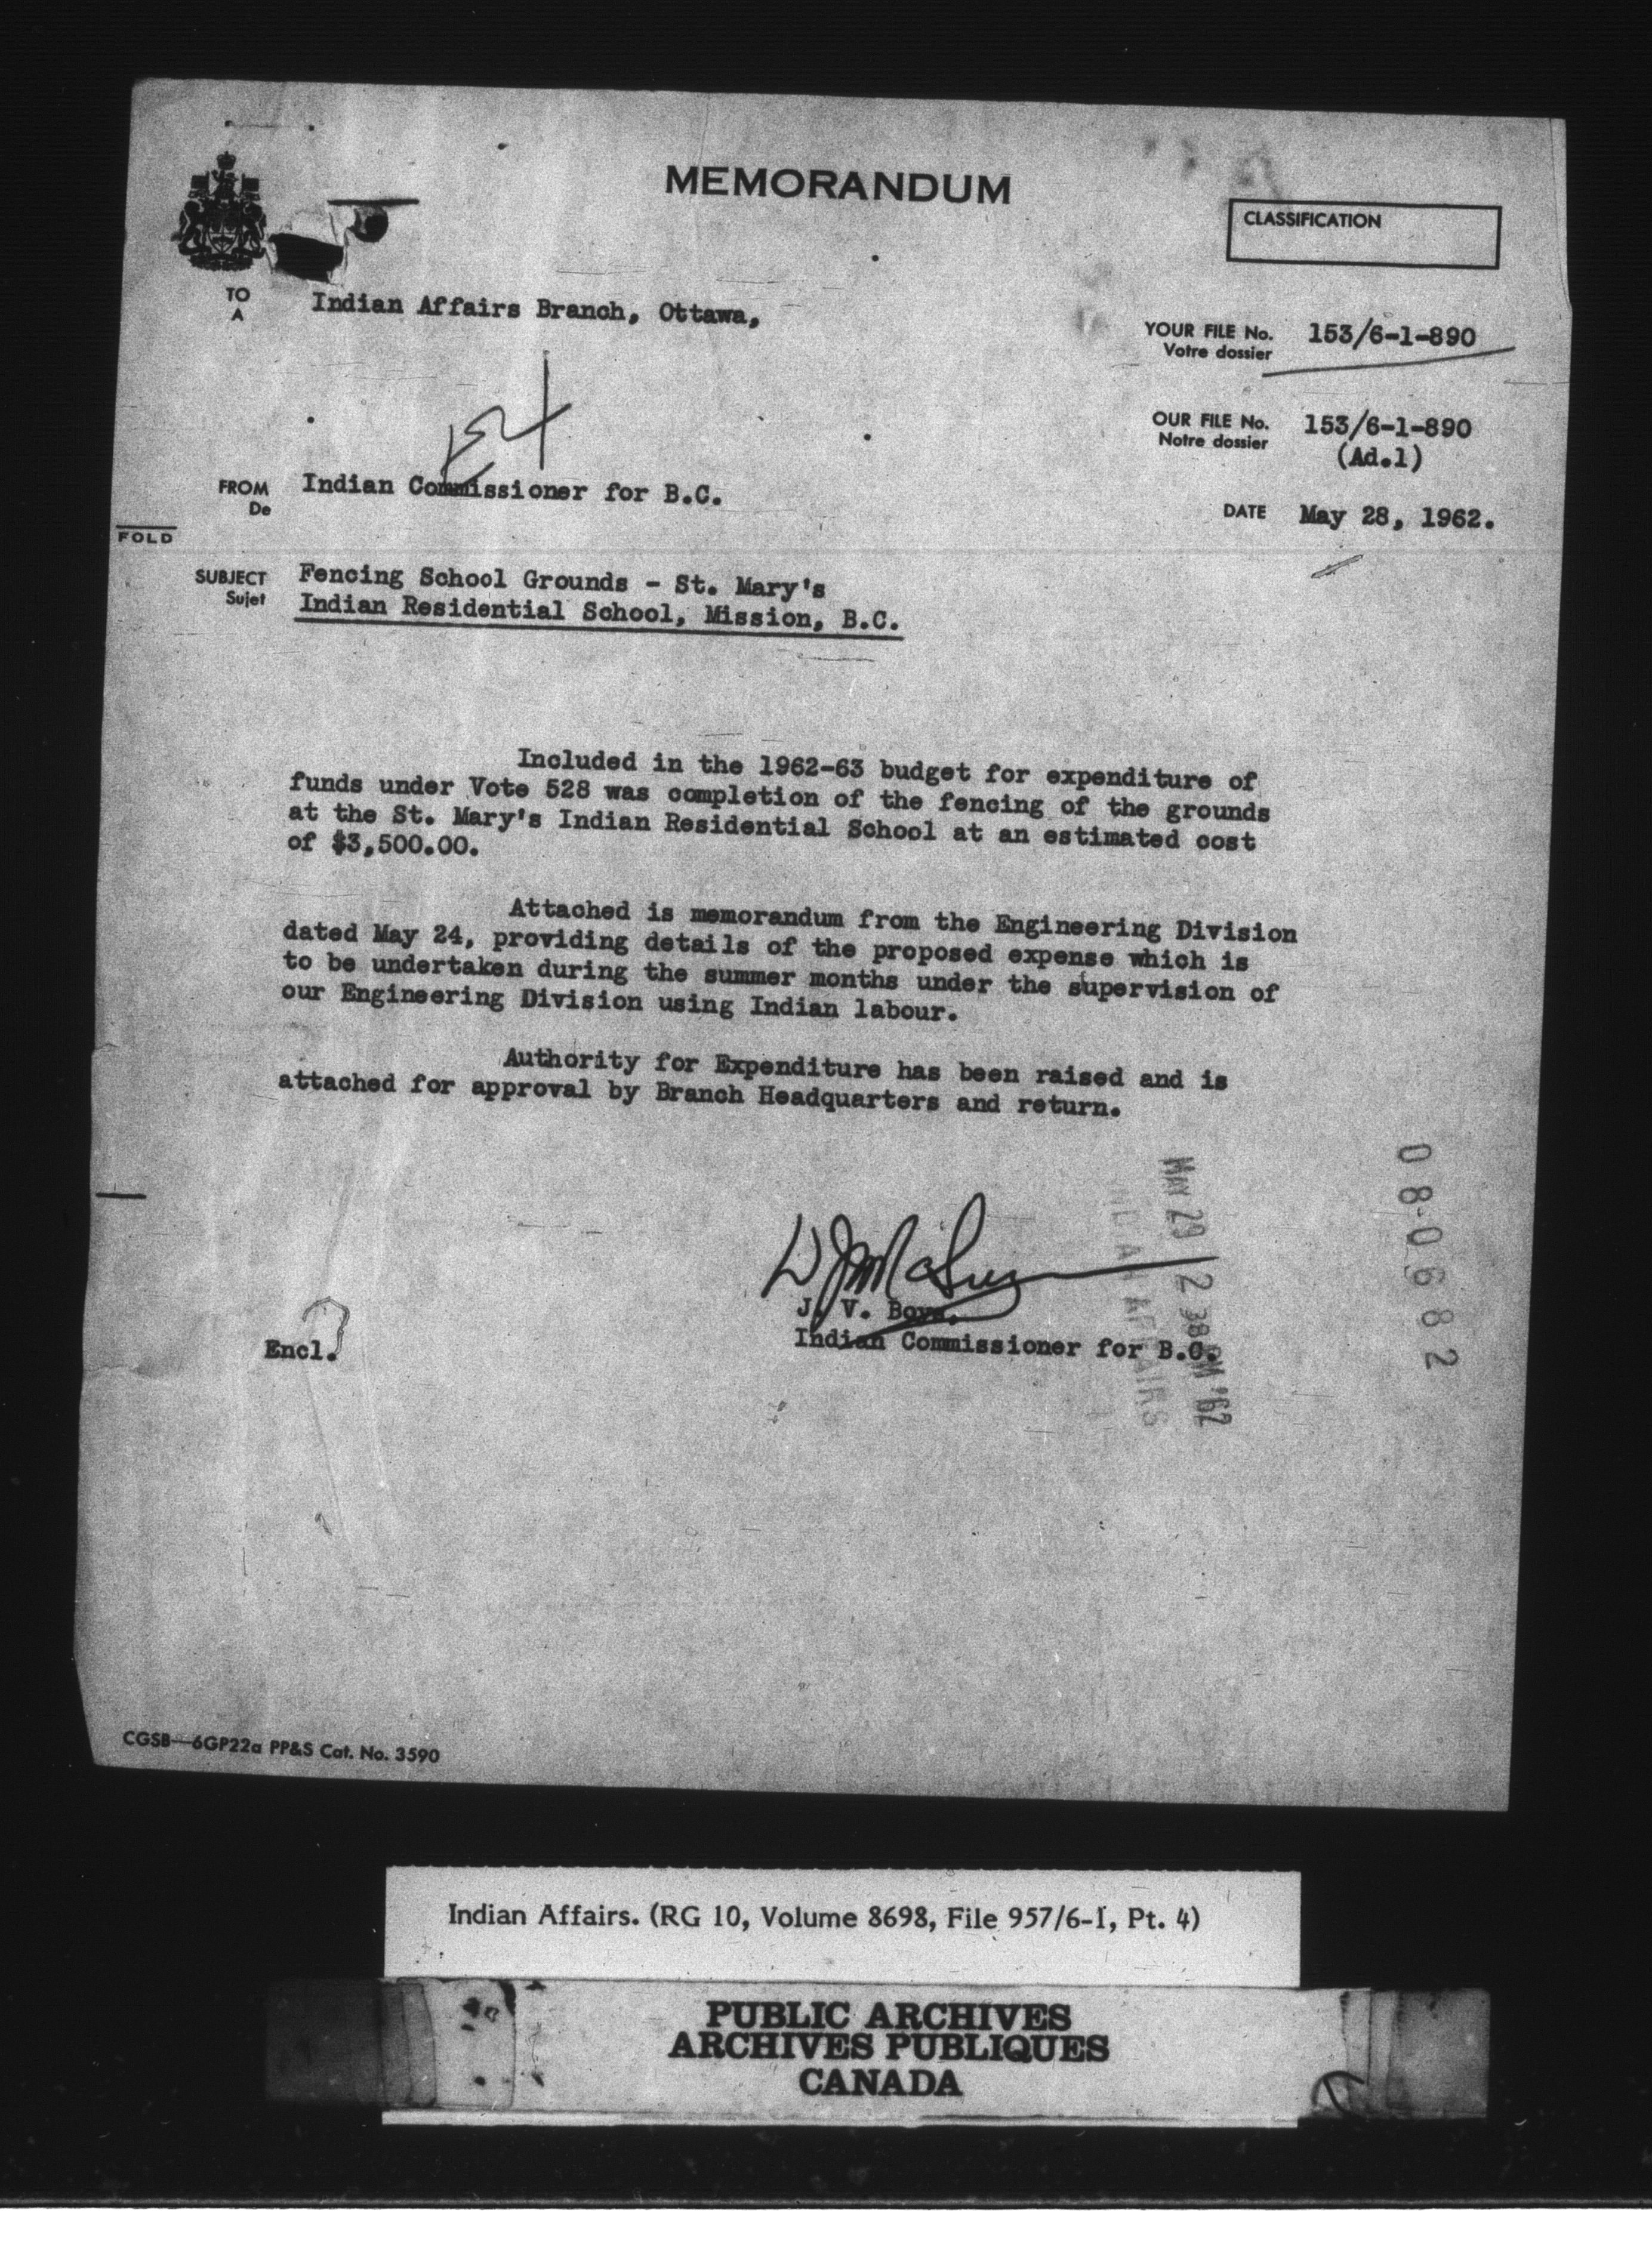 MEMORANDUM
CLASSIFICATION
TO
A
Indian Affairs Branch, Ottawa,
YOUR FILE No. 153/6-1-890
Votre dossier
OUR FILE No. 153/6-1-890
Notre dossier (Ad.1)
FROM Indian Commissioner for B.C.
De
DATE May 28, 1962.
FOLD
SUBJECT Fencing School Grounds - St. Mary's
Sujet Indian Residential School, Mission, B.C.
Included in the 1962-63 budget for expenditure of
funds under Vote 528 was completion of the fencing of the grounds
at the St. Mary's Indian Residential School at an estimated cost
of $3,500.00.
Attached is memorandum from the Engineering Division
dated May 24, providing details of the proposed expense which is
to be undertaken during the summer months under the supervision of
our Engineering Division using Indian labour.
Authority for Expenditure has been raised and is
attached for approval by Branch Headquarters and return.
J. V. Boys,
Indian Commissioner for B.C.
Encl.
MAY 29 2 38 PM '62
INDIAN AFFAIRS
080682
CGSB—6GP22a PP&S Cat. No. 3590
Indian Affairs. (RG 10, Volume 8698, File 957/6-1, Pt. 4)
PUBLIC ARCHIVES
ARCHIVES PUBLIQUES
CANADA